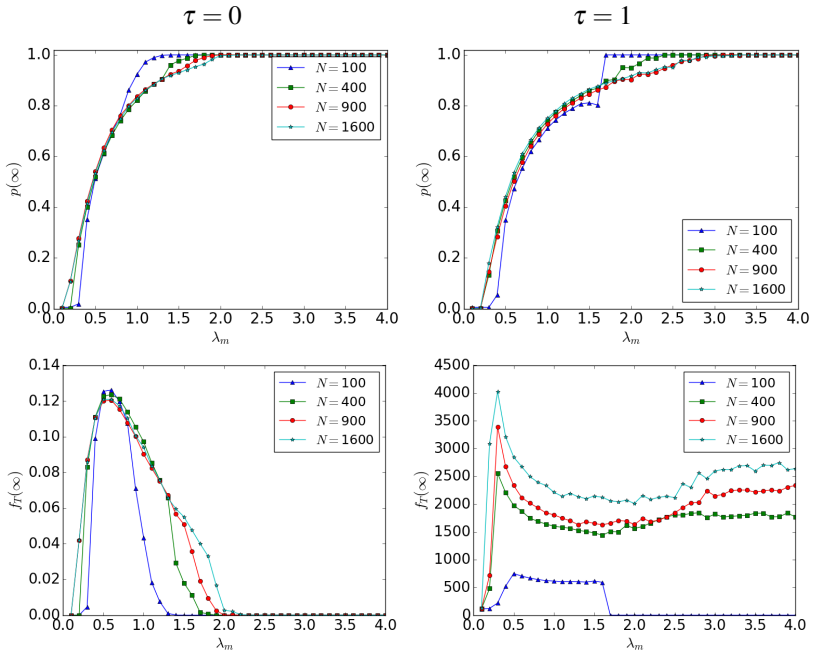 τ = 0
τ = 1
1.0
0.8
0.6
0.4
0.2
0.0
p(∞)
0.0 0.5 1.0 1.5 2.0 2.5 3.0 3.5 4.0
λm
N = 100
N = 400
N = 900
N = 1600
1.0
0.8
0.6
0.4
0.2
0.0
p(∞)
0.0 0.5 1.0 1.5 2.0 2.5 3.0 3.5 4.0
λm
N = 100
N = 400
N = 900
N = 1600
0.14
0.12
0.10
0.08
0.06
0.04
0.02
0.00
fT(∞)
0.0 0.5 1.0 1.5 2.0 2.5 3.0 3.5 4.0
λm
N = 100
N = 400
N = 900
N = 1600
4500
4000
3500
3000
2500
2000
1500
1000
500
0
fT(∞)
0.0 0.5 1.0 1.5 2.0 2.5 3.0 3.5 4.0
λm
N = 100
N = 400
N = 900
N = 1600